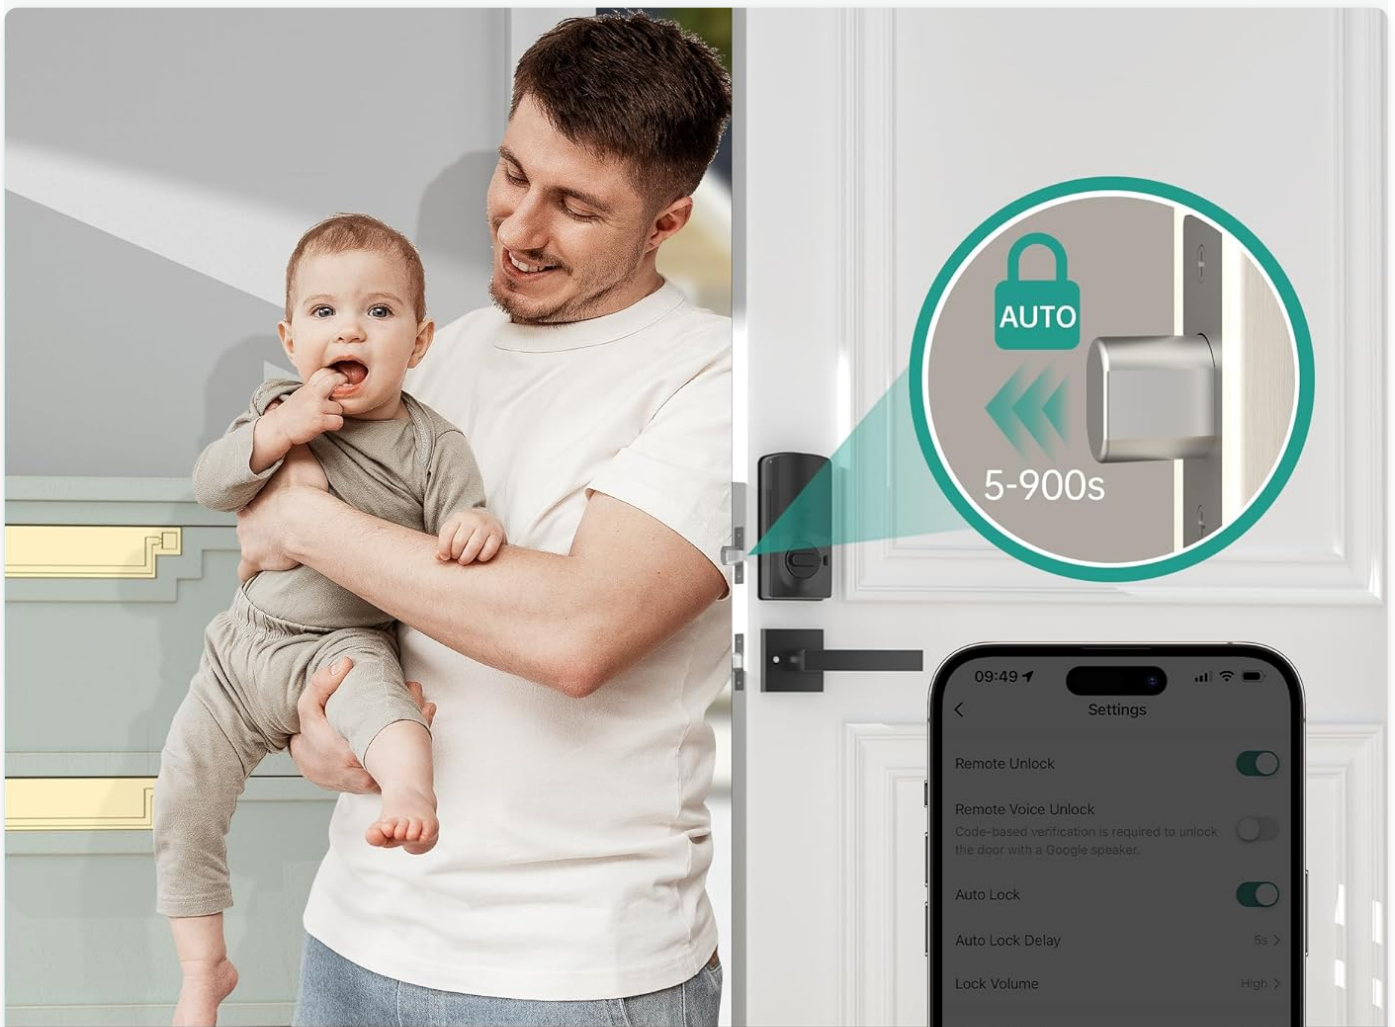 AUTO
5-900s
09:49
Settings
Remote Unlock
Remote Voice Unlock
Code-based verification is required to unlock
the door with a Google speaker.
Auto Lock
Auto Lock Delay
5s
Lock Volume
High